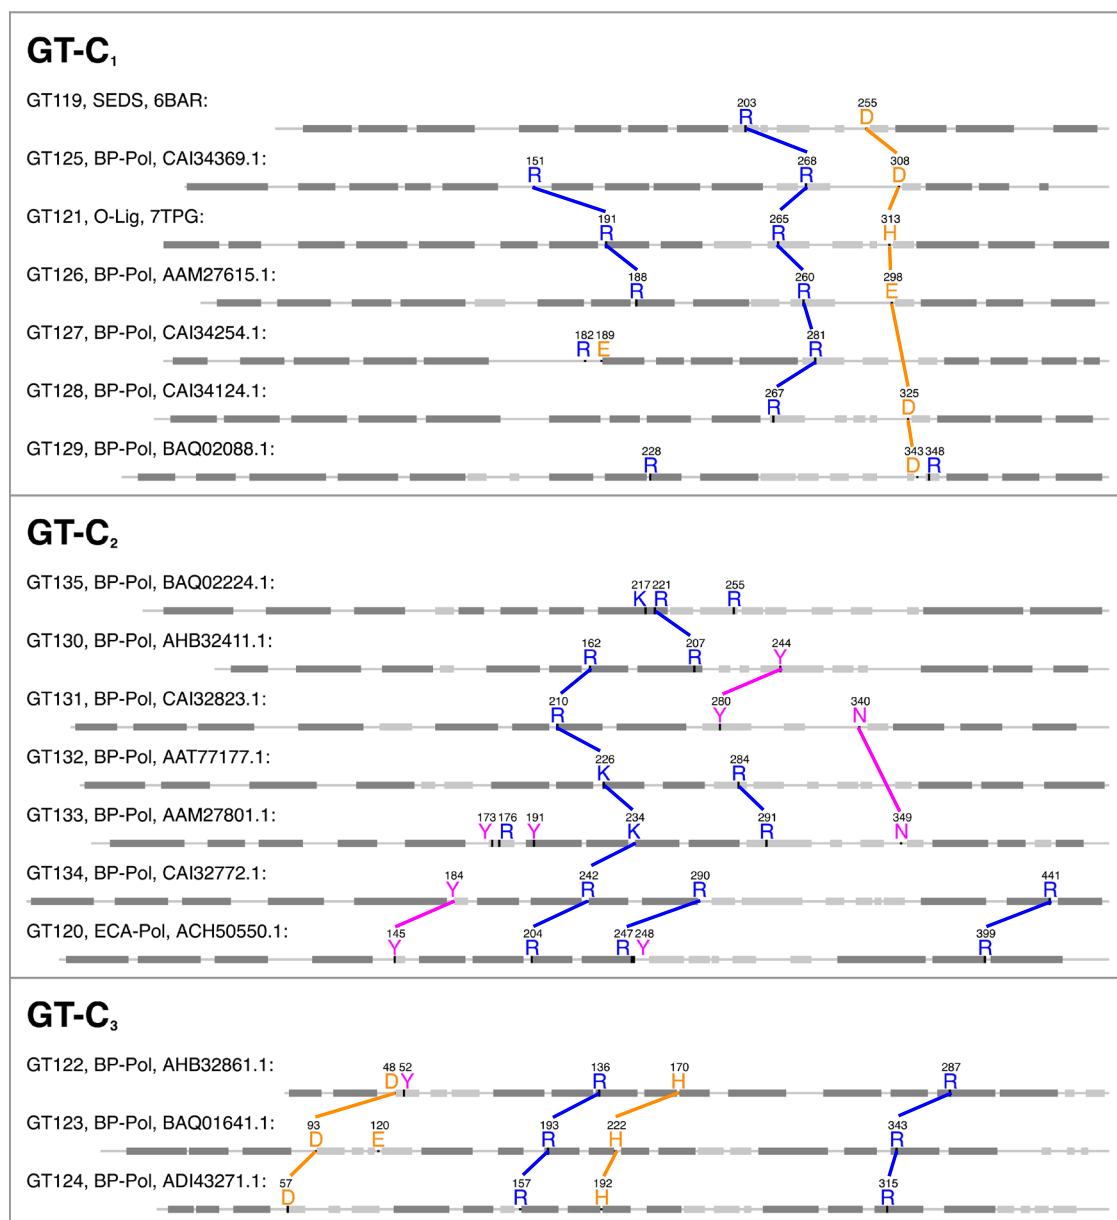 GT-C1
GT119, SEDS, 6BAR:
203 255
R D
GT125, BP-Pol, CAI34369.1:
151 268 308
R R D
GT121, O-Lig, 7TPG:
191 265 313
R R H
GT126, BP-Pol, AAM27615.1:
188 260 298
R R E
GT127, BP-Pol, CAI34254.1:
182 189 281
R E R
GT128, BP-Pol, CAI34124.1:
267 325
R D
GT129, BP-Pol, BAQ02088.1:
228 343 348
R D R
GT-C2
GT135, BP-Pol, BAQ02224.1:
217 221 255
K R R
GT130, BP-Pol, AHB32411.1:
162 207 244
R R Y
GT131, BP-Pol, CAI32823.1:
210 280 340
R Y N
GT132, BP-Pol, AAT77177.1:
226 284
K R
GT133, BP-Pol, AAM27801.1:
173 176 191 234 291 349
Y R Y K R N
GT134, BP-Pol, CAI32772.1:
184 242 290 441
Y R R R
GT120, ECA-Pol, ACH50550.1:
145 204 247 248 399
Y R R Y R
GT-C3
GT122, BP-Pol, AHB32861.1:
48 52 136 170 287
D Y R H R
GT123, BP-Pol, BAQ01641.1:
93 120 193 222 343
D E R H R
GT124, BP-Pol, ADI43271.1:
57 157 192 315
D R H R